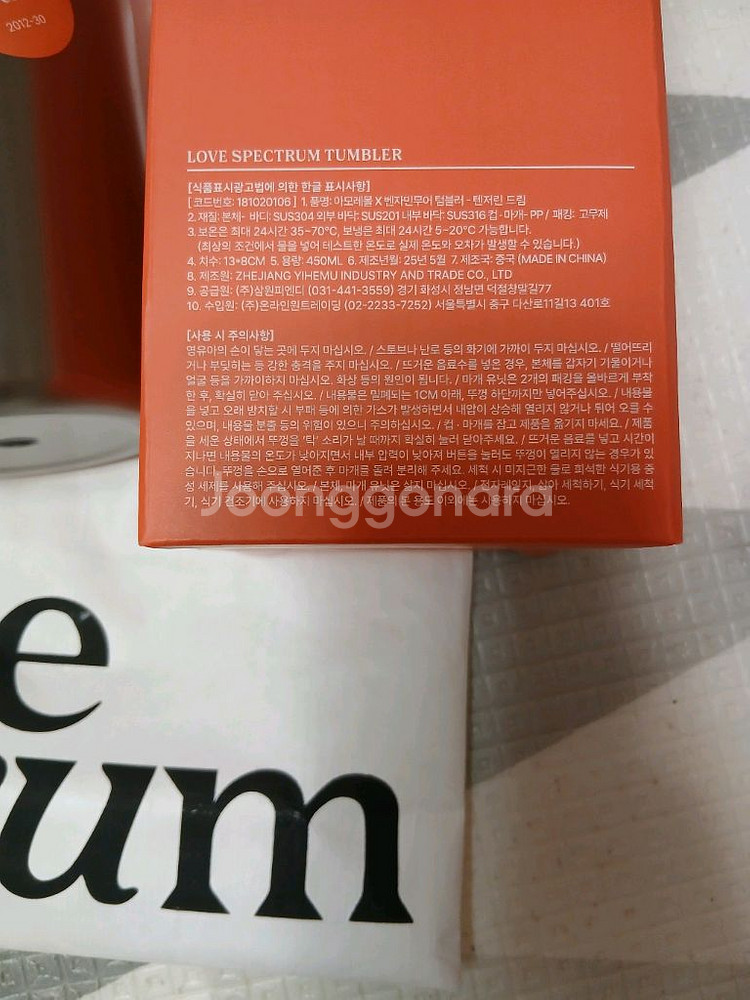 2012-30
LOVE SPECTRUM TUMBLER
[식품표시광고법에 의한 한글 표시사항]
[ 코드번호: 181020106 ] 1. 품명: 아모레몰 X 벤자민무어 텀블러 - 텐저린 드림
2. 재질: 본체- 바디: SUS304 외부 바닥: SUS201 내부 바닥: SUS316 컵 - 마개- PP / 패킹: 고무제
3. 보온은 최대 24시간 35~70°C, 보냉은 최대 24시간 5~20°C 가능합니다.
(최상의 조건에서 물을 넣어 테스트한 온도로 실제 온도와 오차가 발생할 수 있습니다.)
4. 치수: 13*8CM 5. 용량: 450ML 6. 제조년월: 25년 5월 7. 제조국: 중국 (MADE IN CHINA)
8. 제조원: ZHEJIANG YIHEMU INDUSTRY AND TRADE CO., LTD
9. 공급원: (주)살원피엔디 (031-441-3559) 경기 화성시 정남면 덕절창말길77
10. 수입원: (주)온라인원트레이딩 (02-2233-7252) 서울특별시 중구 다산로11길13 401호
[사용 시 주의사항]
영유아의 손이 닿는 곳에 두지 마십시오. / 스토브나 난로 등의 화기에 가까이 두지 마십시오. / 떨어뜨리
거나 부딪히는 등 강한 충격을 주지 마십시오. / 뜨거운 음료수를 넣은 경우, 본체를 갑자기 기울이거나
얼굴 등을 가까이하지 마십시오. 화상 등의 원인이 됩니다. / 마개 유닛은 2개의 패킹을 올바르게 부착
한 후, 확실히 닫아 주십시오. / 내용물은 밀폐되는 1CM 아래, 뚜껑 하단까지만 넣어주십시오. / 내용물
을 넣고 오래 방치할 시 부패 등에 의한 가스가 발생하면서 내압이 상승해 열리지 않거나 튀어 오를 수
있으며, 내용물 분출 등의 위험이 있으니 주의하십시오. / 컵 · 마개를 잡고 제품을 옮기지 마세요. / 제품
을 세운 상태에서 뚜껑을 '탁' 소리가 날 때까지 확실히 눌러 닫아주세요. / 뜨거운 음료를 넣고 시간이
지나면 내용물의 온도가 낮아지면서 내부 압력이 낮아져 버튼을 눌러도 뚜껑이 열리지 않는 경우가 있
습니다. 뚜껑을 손으로 열어준 후 마개를 돌려 분리해 주세요. 세척 시 미지근한 물로 희석한 식기용 중
성 세제를 사용해 주십시오. / 본체, 마개 유닛은 삶지 마십시오. / 전자레인지, 삶아 세척하기, 식기 세척
기, 식기 건조기에 사용하지 마십시오. / 제품의 본 용도 이외에는 사용하지 마십시오.
Joonggonara
e
um